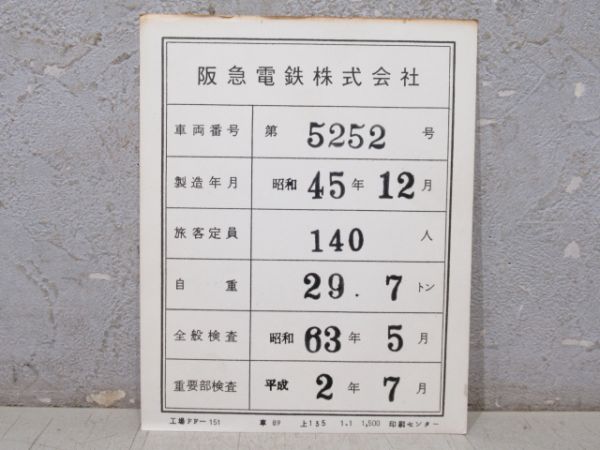 阪急電鉄株式会社
車両番号 第 5252 号
製造年月 昭和 45 年 12 月
旅客定員 140 人
自重 29.7 トン
全般検査 昭和 63 年 5 月
重要部検査 平成 2 年 7 月
工場FF-151 車 89 上135 1.1 1,500 印刷センター